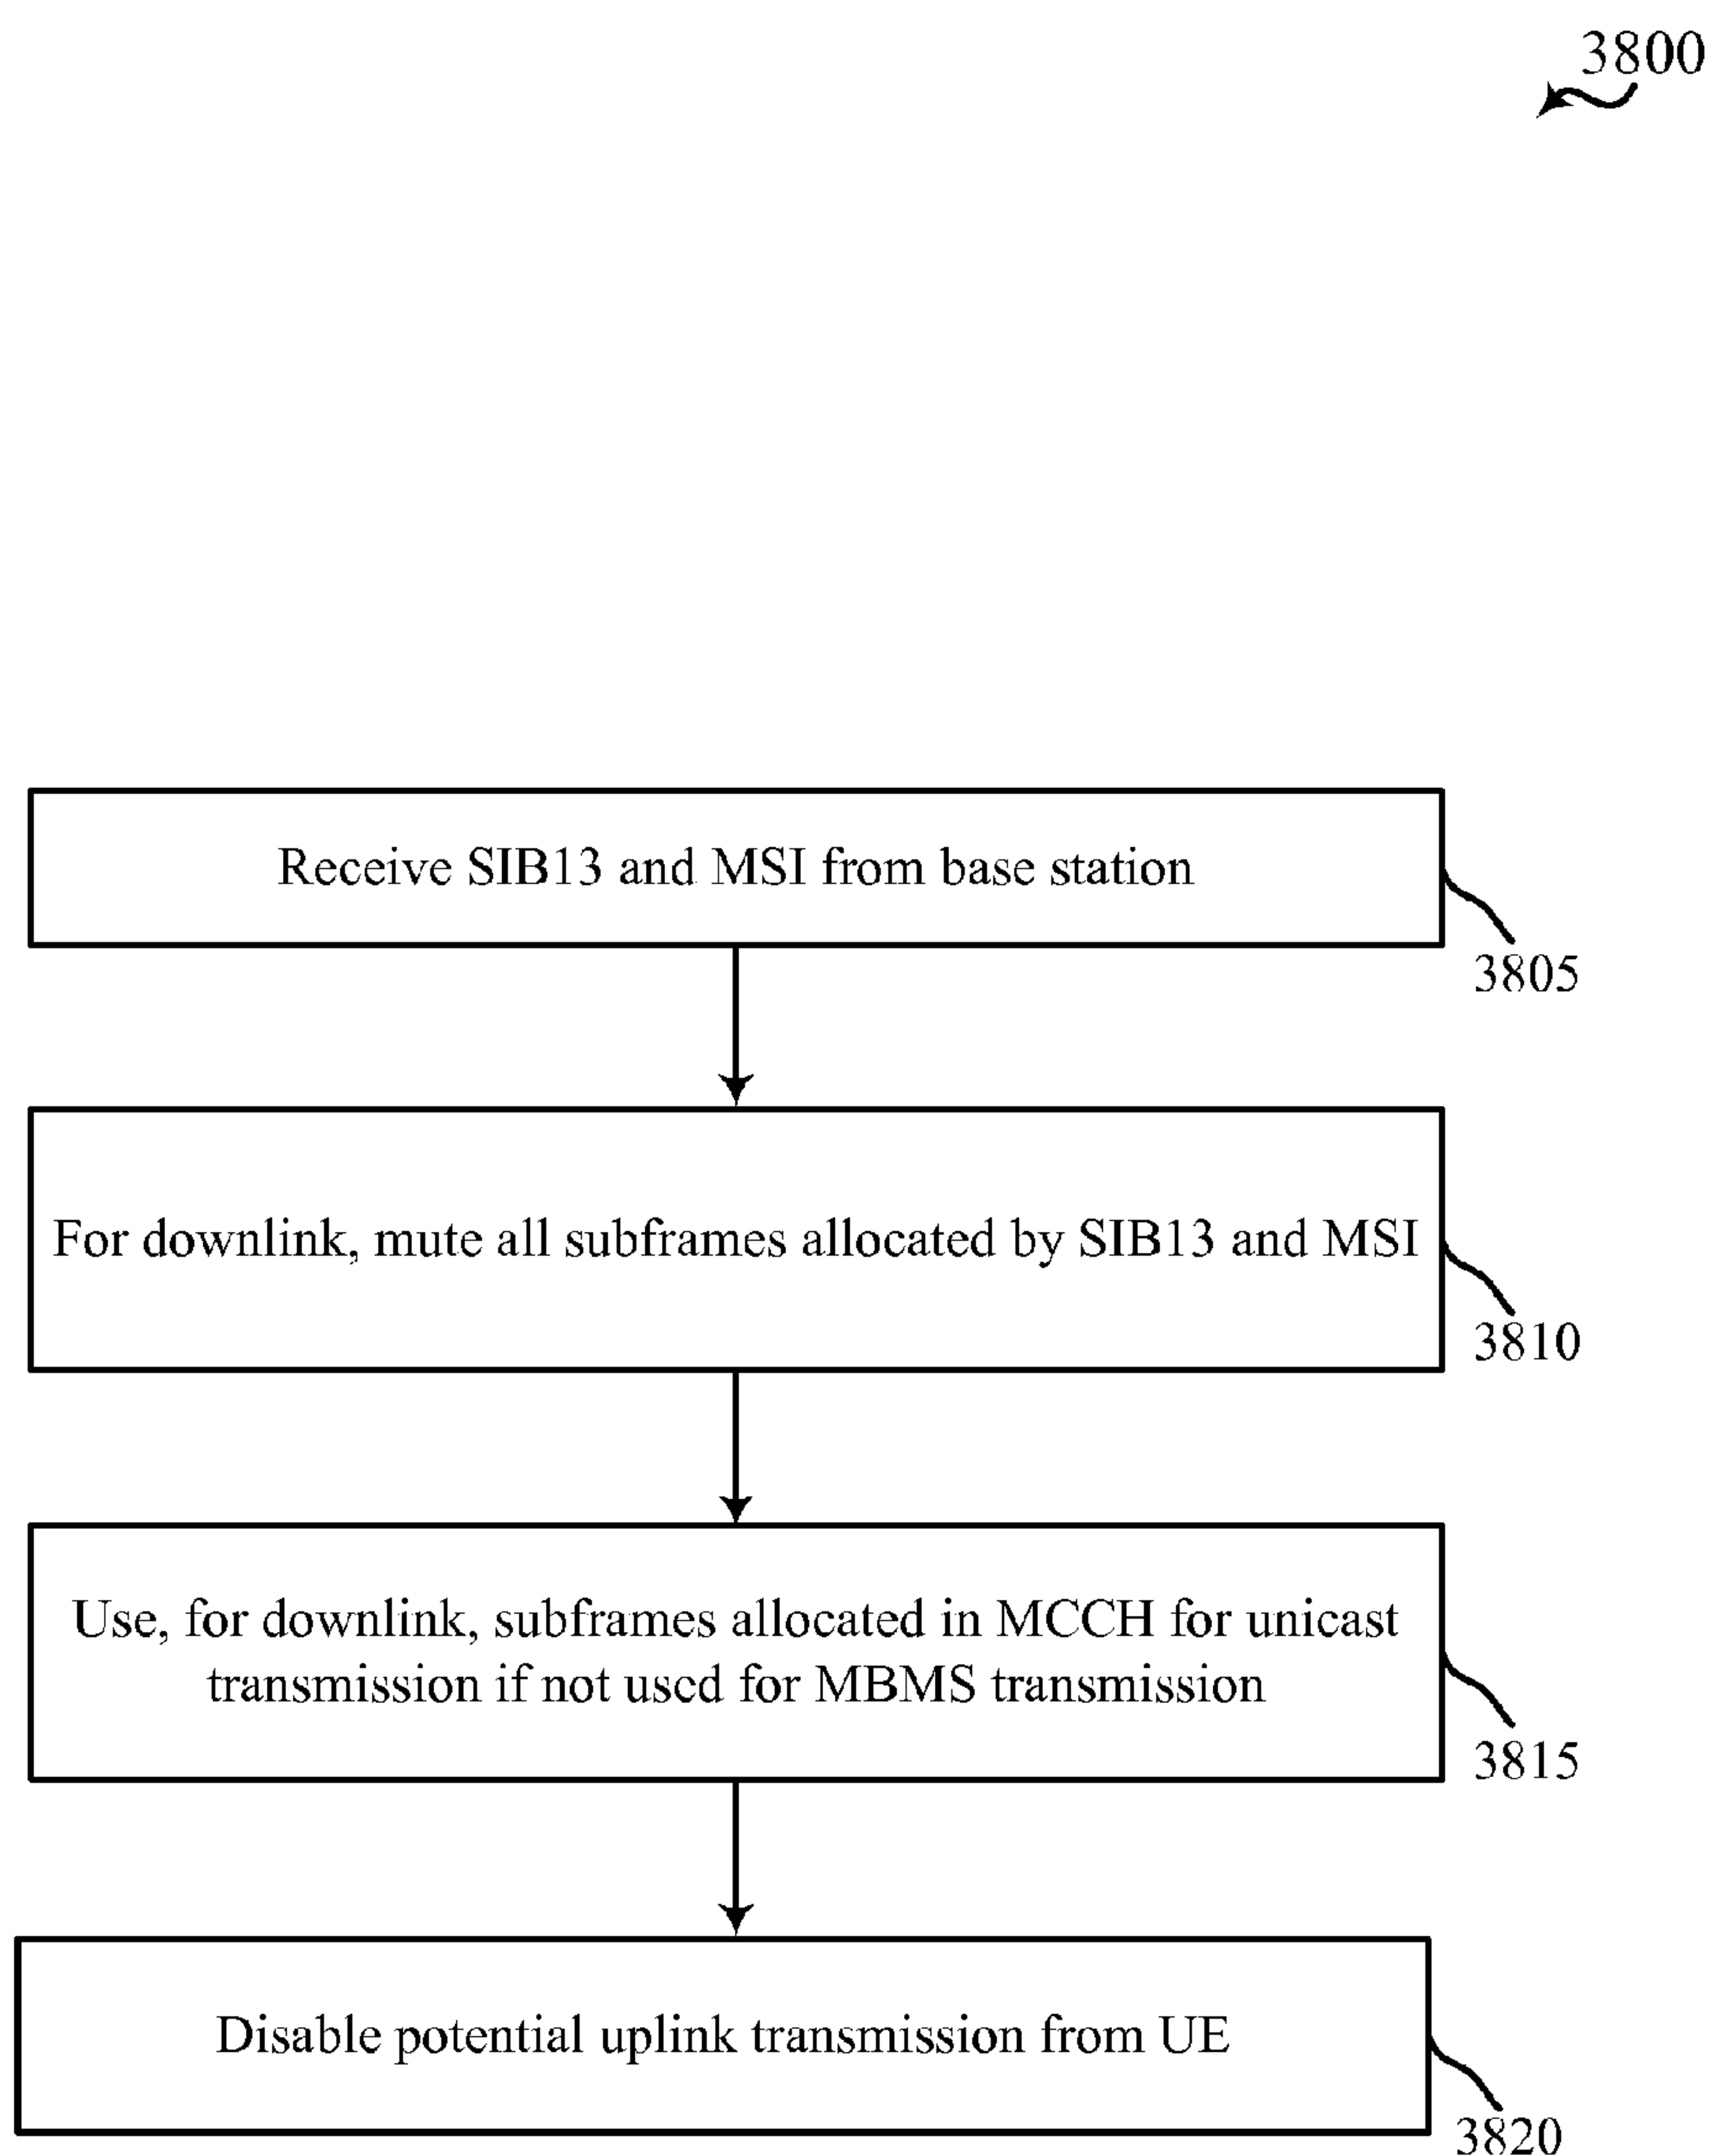 3800
Receive SIB13 and MSI from base station
3805
For downlink, mute all subframes allocated by SIB13 and MSI
3810
Use, for downlink, subframes allocated in MCCH for unicast
transmission if not used for MBMS transmission
3815
Disable potential uplink transmission from UE
3820